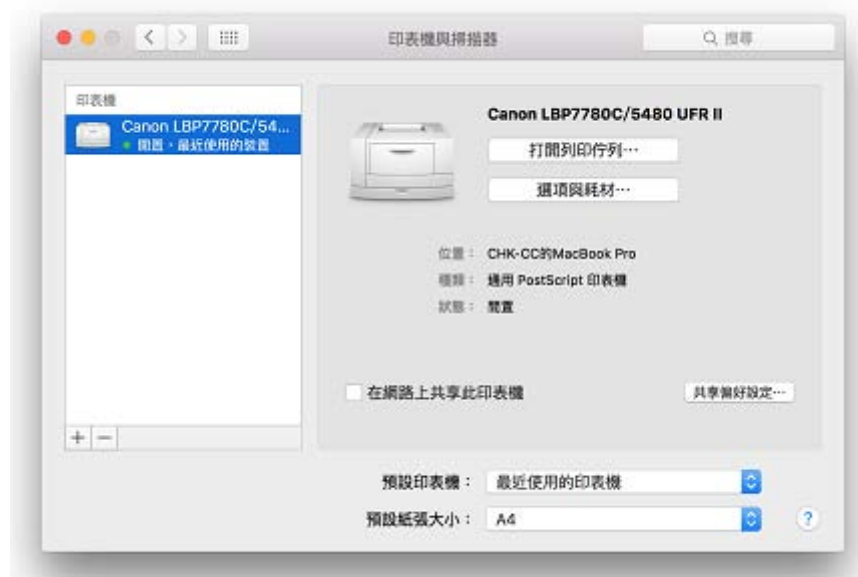 印表機與掃描器
搜尋
印表機
Canon LBP7780C/54...
閒置，最近使用的裝置
Canon LBP7780C/5480 UFR II
打開列印佇列⋯
選項與耗材⋯
位置： CHK-CC的MacBook Pro
種類： 通用 PostScript 印表機
狀態： 閒置
在網路上共享此印表機
共享偏好設定⋯
+ −
預設印表機： 最近使用的印表機
預設紙張大小： A4
?